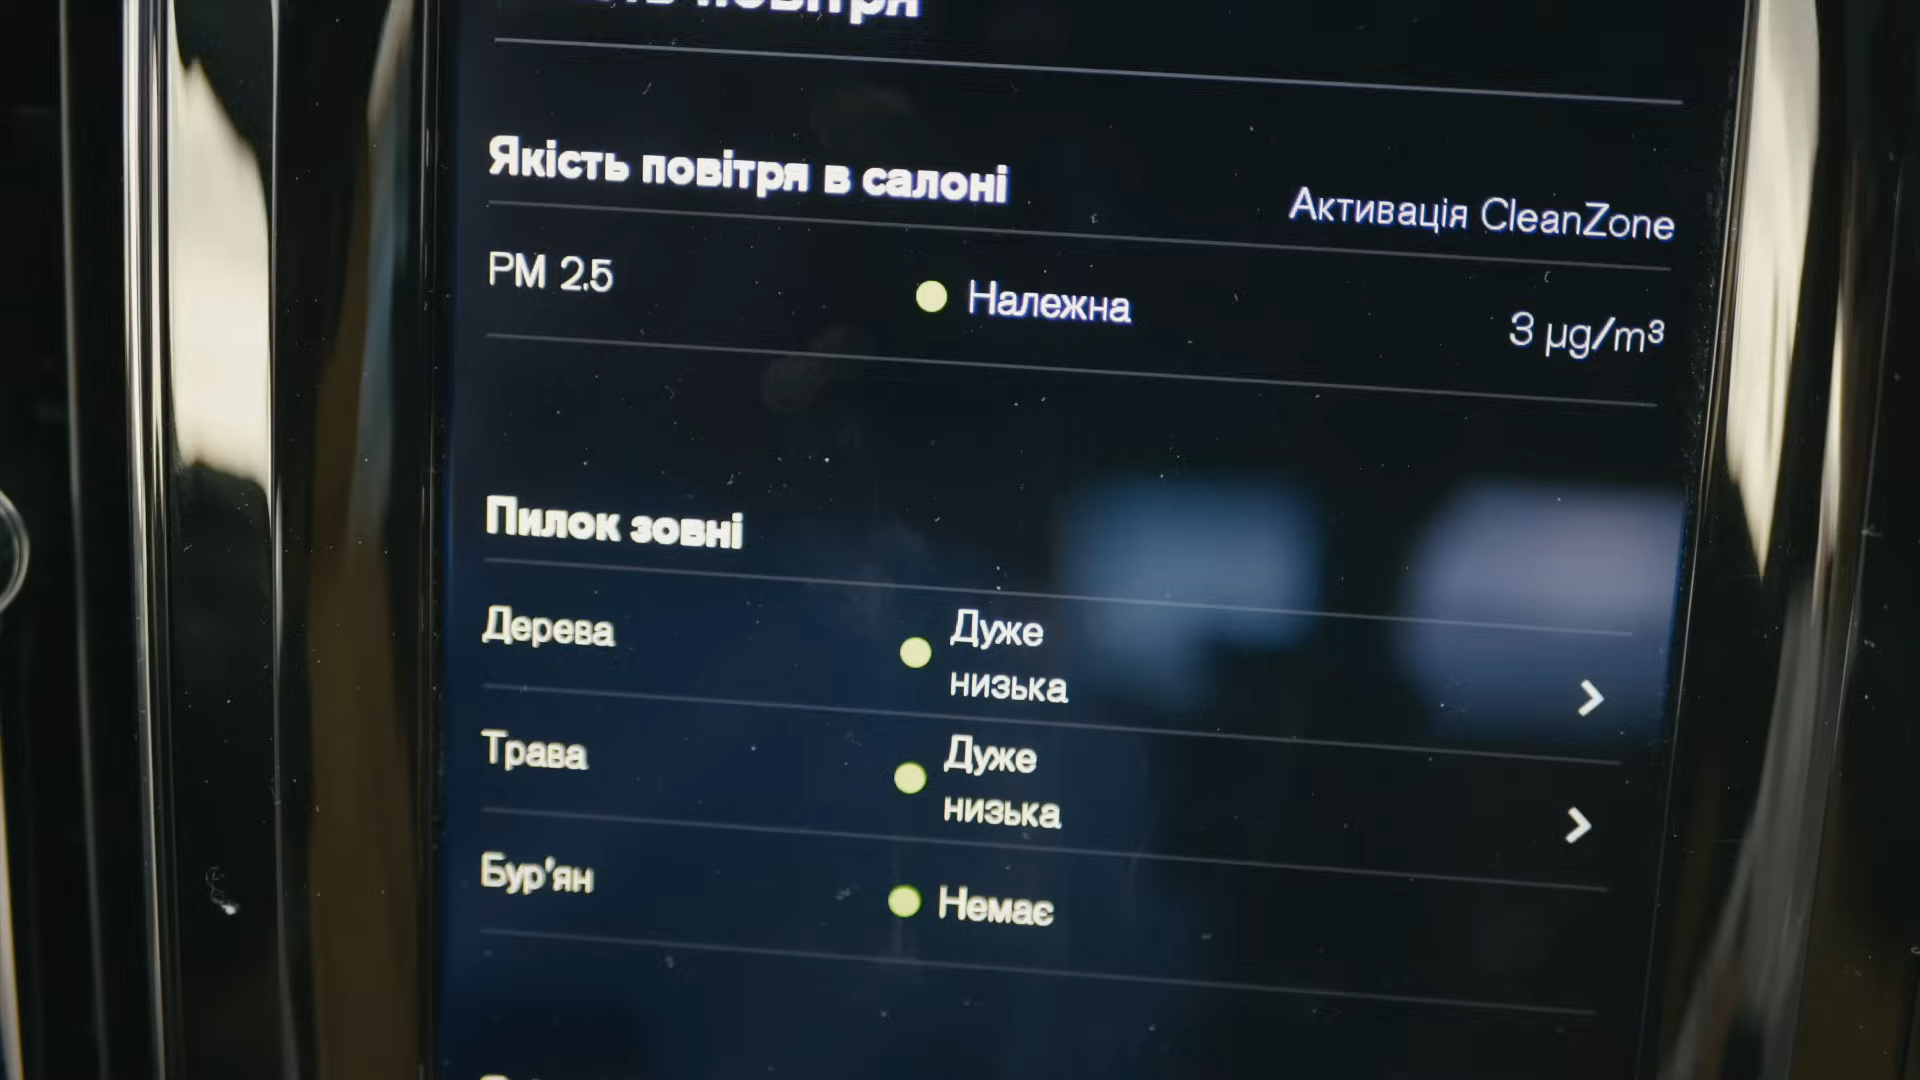 повітря
Якість повітря в салоні
Активація CleanZone
PM 2.5
Належна
3 µg/m³
Пилок зовні
Дерева
Дуже
низька
Трава
Дуже
низька
Бур'ян
Немає